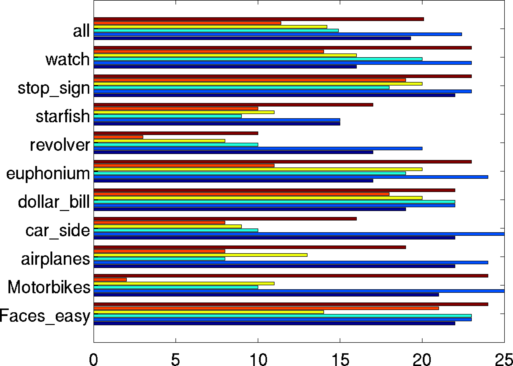 all
watch
stop_sign
starfish
revolver
euphonium
dollar_bill
car_side
airplanes
Motorbikes
Faces_easy
0 5 10 15 20 25